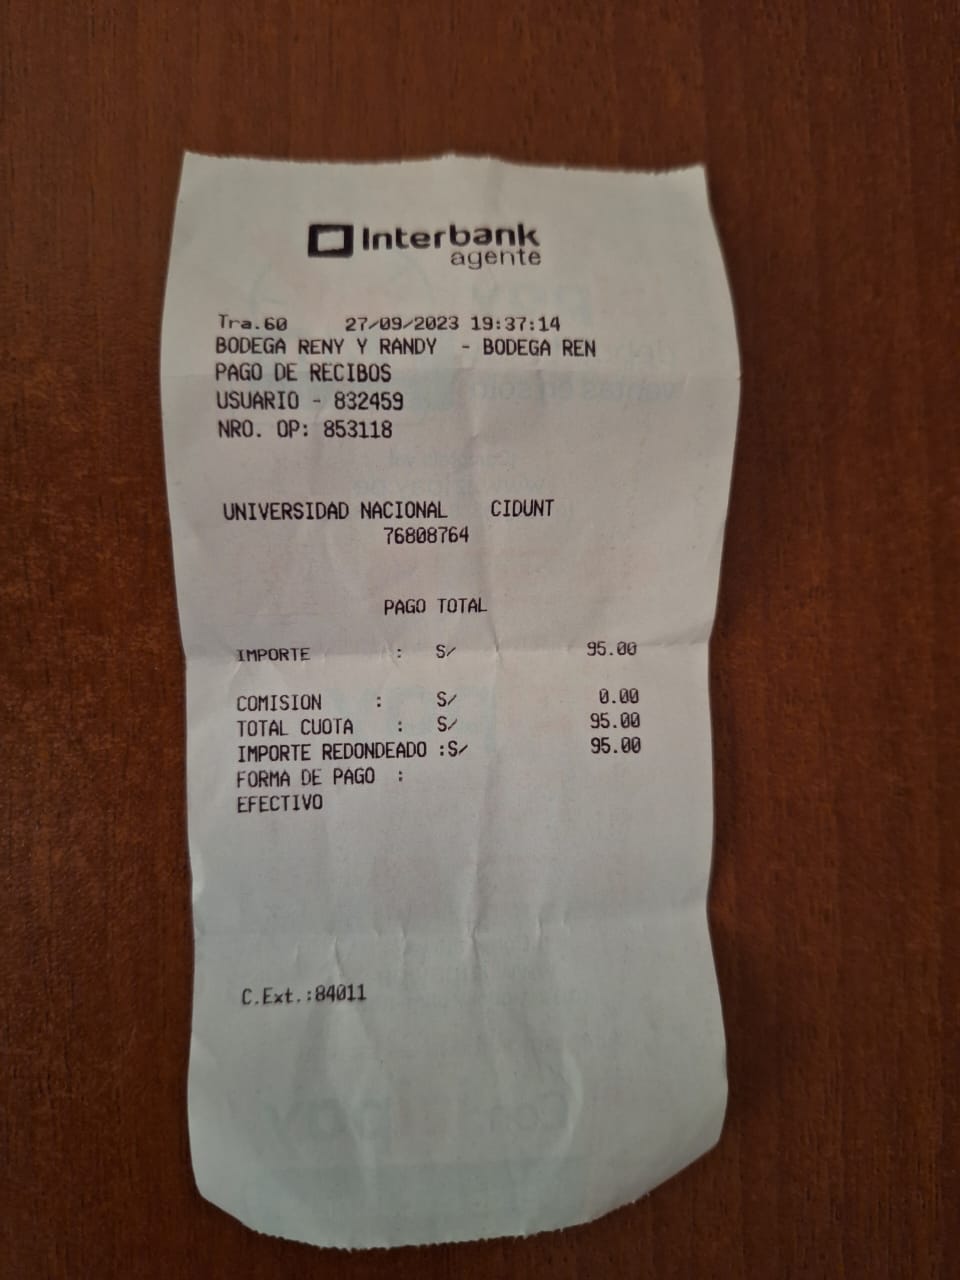 Interbank
agente
Tra.60 27/09/2023 19:37:14
BODEGA RENY Y RANDY - BODEGA REN
PAGO DE RECIBOS
USUARIO - 832459
NRO. OP: 853118
UNIVERSIDAD NACIONAL CIDUNT
76808764
PAGO TOTAL
IMPORTE : S/ 95.00
COMISION : S/ 0.00
TOTAL CUOTA : S/ 95.00
IMPORTE REDONDEADO :S/ 95.00
FORMA DE PAGO :
EFECTIVO
C.Ext.:84011